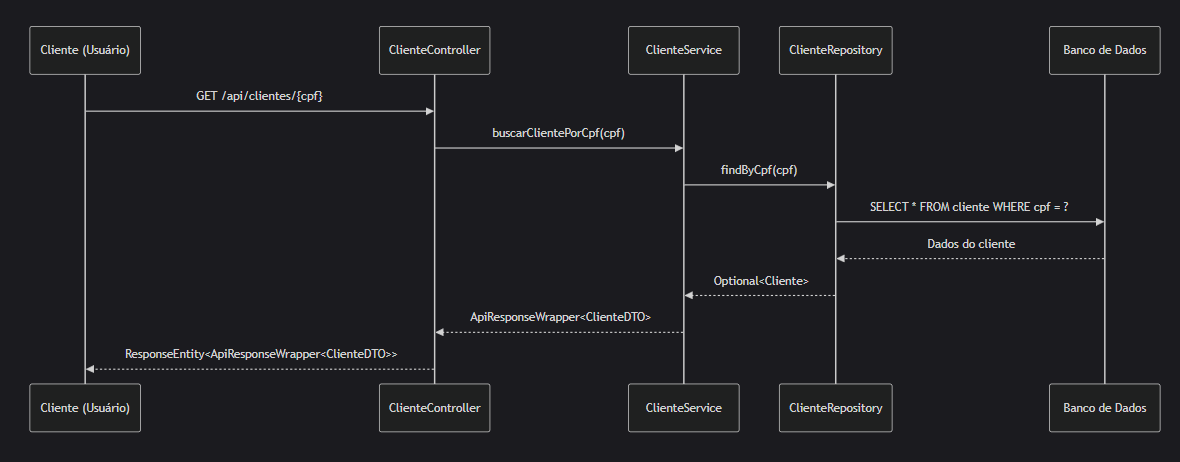 Cliente (Usuário)
ClienteController
ClienteService
ClienteRepository
Banco de Dados
GET /api/clientes/{cpf}
buscarClientePorCpf(cpf)
findByCpf(cpf)
SELECT * FROM cliente WHERE cpf = ?
Dados do cliente
Optional<Cliente>
ApiResponseWrapper<ClienteDTO>
ResponseEntity<ApiResponseWrapper<ClienteDTO>>
Cliente (Usuário)
ClienteController
ClienteService
ClienteRepository
Banco de Dados